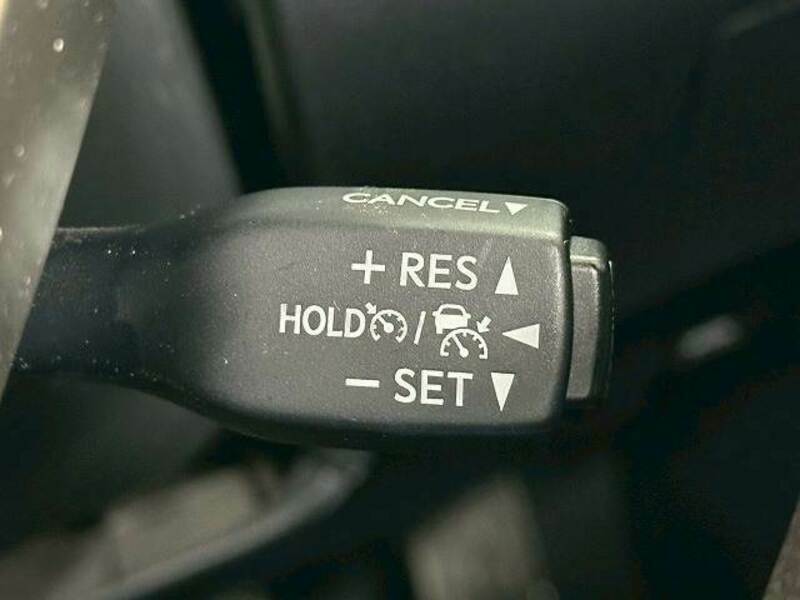 CANCEL▼
+ RES ▲
HOLD / ◀
− SET ▼